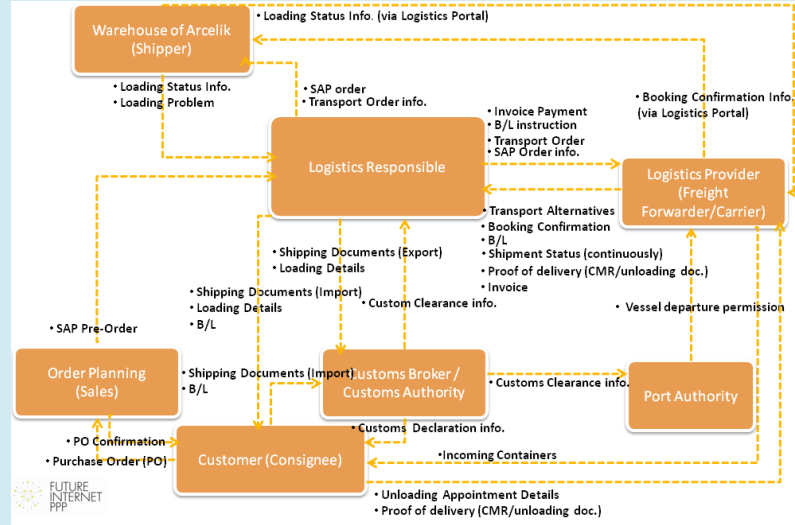 Warehouse of Arcelik
(Shipper)
• Loading Status Info. (via Logistics Portal)
• Loading Status Info.
• Loading Problem
• SAP order
• Transport Order info.
• Invoice Payment
• B/L instruction
• Transport Order
• SAP Order info.
• Booking Confirmation Info.
(via Logistics Portal)
Logistics Responsible
Logistics Provider
(Freight
Forwarder/Carrier)
• Transport Alternatives
• Booking Confirmation
• B/L
• Shipment Status (continuously)
• Proof of delivery (CMR/unloading doc.)
• Invoice
• Shipping Documents (Export)
• Loading Details
• Shipping Documents (Import)
• Loading Details
• B/L
• Custom Clearance info.
• Vessel departure permission
• SAP Pre-Order
Order Planning
(Sales)
• Shipping Documents (Import)
• B/L
Customs Broker /
Customs Authority
• Customs Clearance info.
Port Authority
• Customs Declaration info.
• PO Confirmation
• Purchase Order (PO)
Customer (Consignee)
• Incoming Containers
• Unloading Appointment Details
• Proof of delivery (CMR/unloading doc.)
FUTURE
INTERNET
PPP